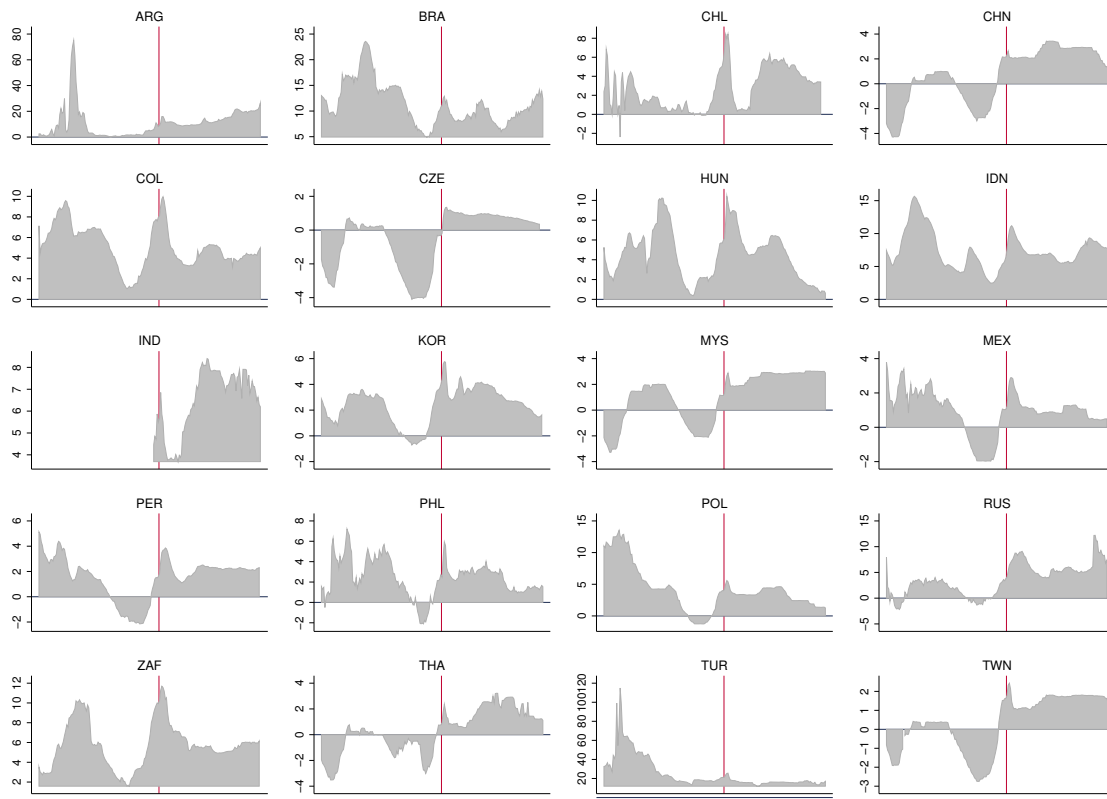 ARG BRA CHL CHN
0 20 40 60 80
5 10 15 20 25
−2 0 2 4 6 8
−4 −2 0 2 4
COL CZE HUN IDN
0 2 4 6 8 10
−4 −2 0 2
0 2 4 6 8 10
0 5 10 15
IND KOR MYS MEX
4 5 6 7 8
−2 0 2 4 6
−4 −2 0 2 4
−2 0 2 4
PER PHL POL RUS
−2 0 2 4 6
−2 0 2 4 6 8
0 5 10 15
−5 0 5 10 15
ZAF THA TUR TWN
2 4 6 8 10 12
−4 −2 0 2 4
20 40 60 80 100 120
−3 −2 −1 0 1 2